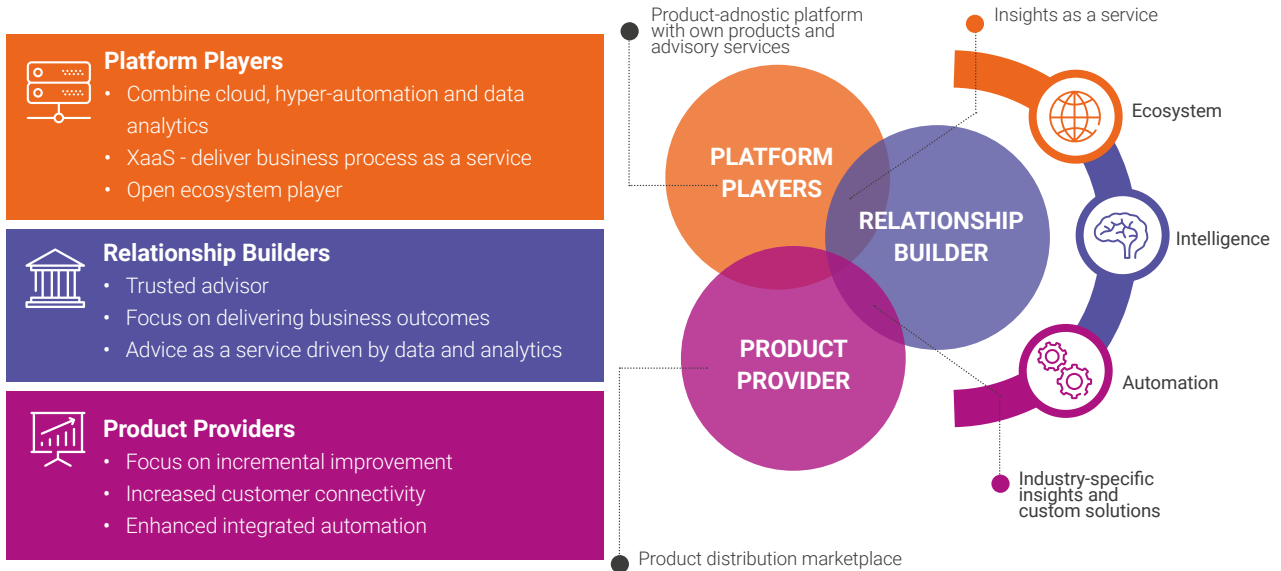 Platform Players
• Combine cloud, hyper-automation and data
analytics
• XaaS - deliver business process as a service
• Open ecosystem player
Relationship Builders
• Trusted advisor
• Focus on delivering business outcomes
• Advice as a service driven by data and analytics
Product Providers
• Focus on incremental improvement
• Increased customer connectivity
• Enhanced integrated automation
Product-adnostic platform
with own products and
advisory services
Insights as a service
PLATFORM
PLAYERS
RELATIONSHIP
BUILDER
PRODUCT
PROVIDER
Ecosystem
Intelligence
Automation
Industry-specific
insights and
custom solutions
Product distribution marketplace